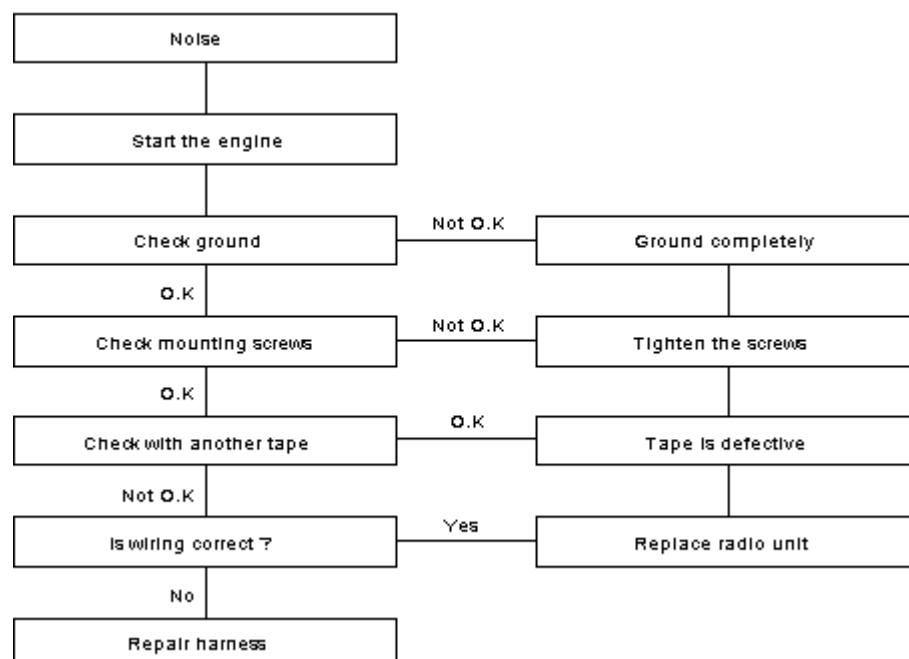 Noise
Start the engine
Check ground
Not O.K
Ground completely
O.K
Check mounting screws
Not O.K
Tighten the screws
O.K
Check with another tape
O.K
Tape is defective
Not O.K
Is wiring correct ?
Yes
Replace radio unit
No
Repair harness